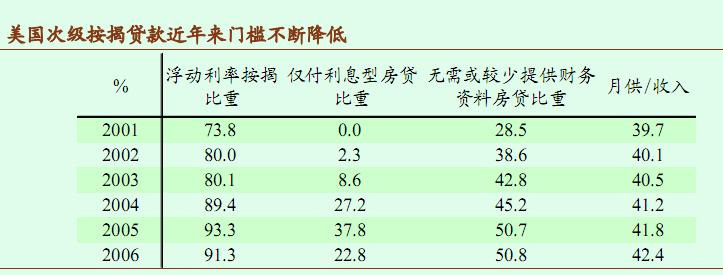 美国次级按揭贷款近年来门槛不断降低
% 浮动利率按揭比重 仅付利息型房贷比重 无需或较少提供财务资料房贷比重 月供/收入
2001 73.8 0.0 28.5 39.7
2002 80.0 2.3 38.6 40.1
2003 80.1 8.6 42.8 40.5
2004 89.4 27.2 45.2 41.2
2005 93.3 37.8 50.7 41.8
2006 91.3 22.8 50.8 42.4